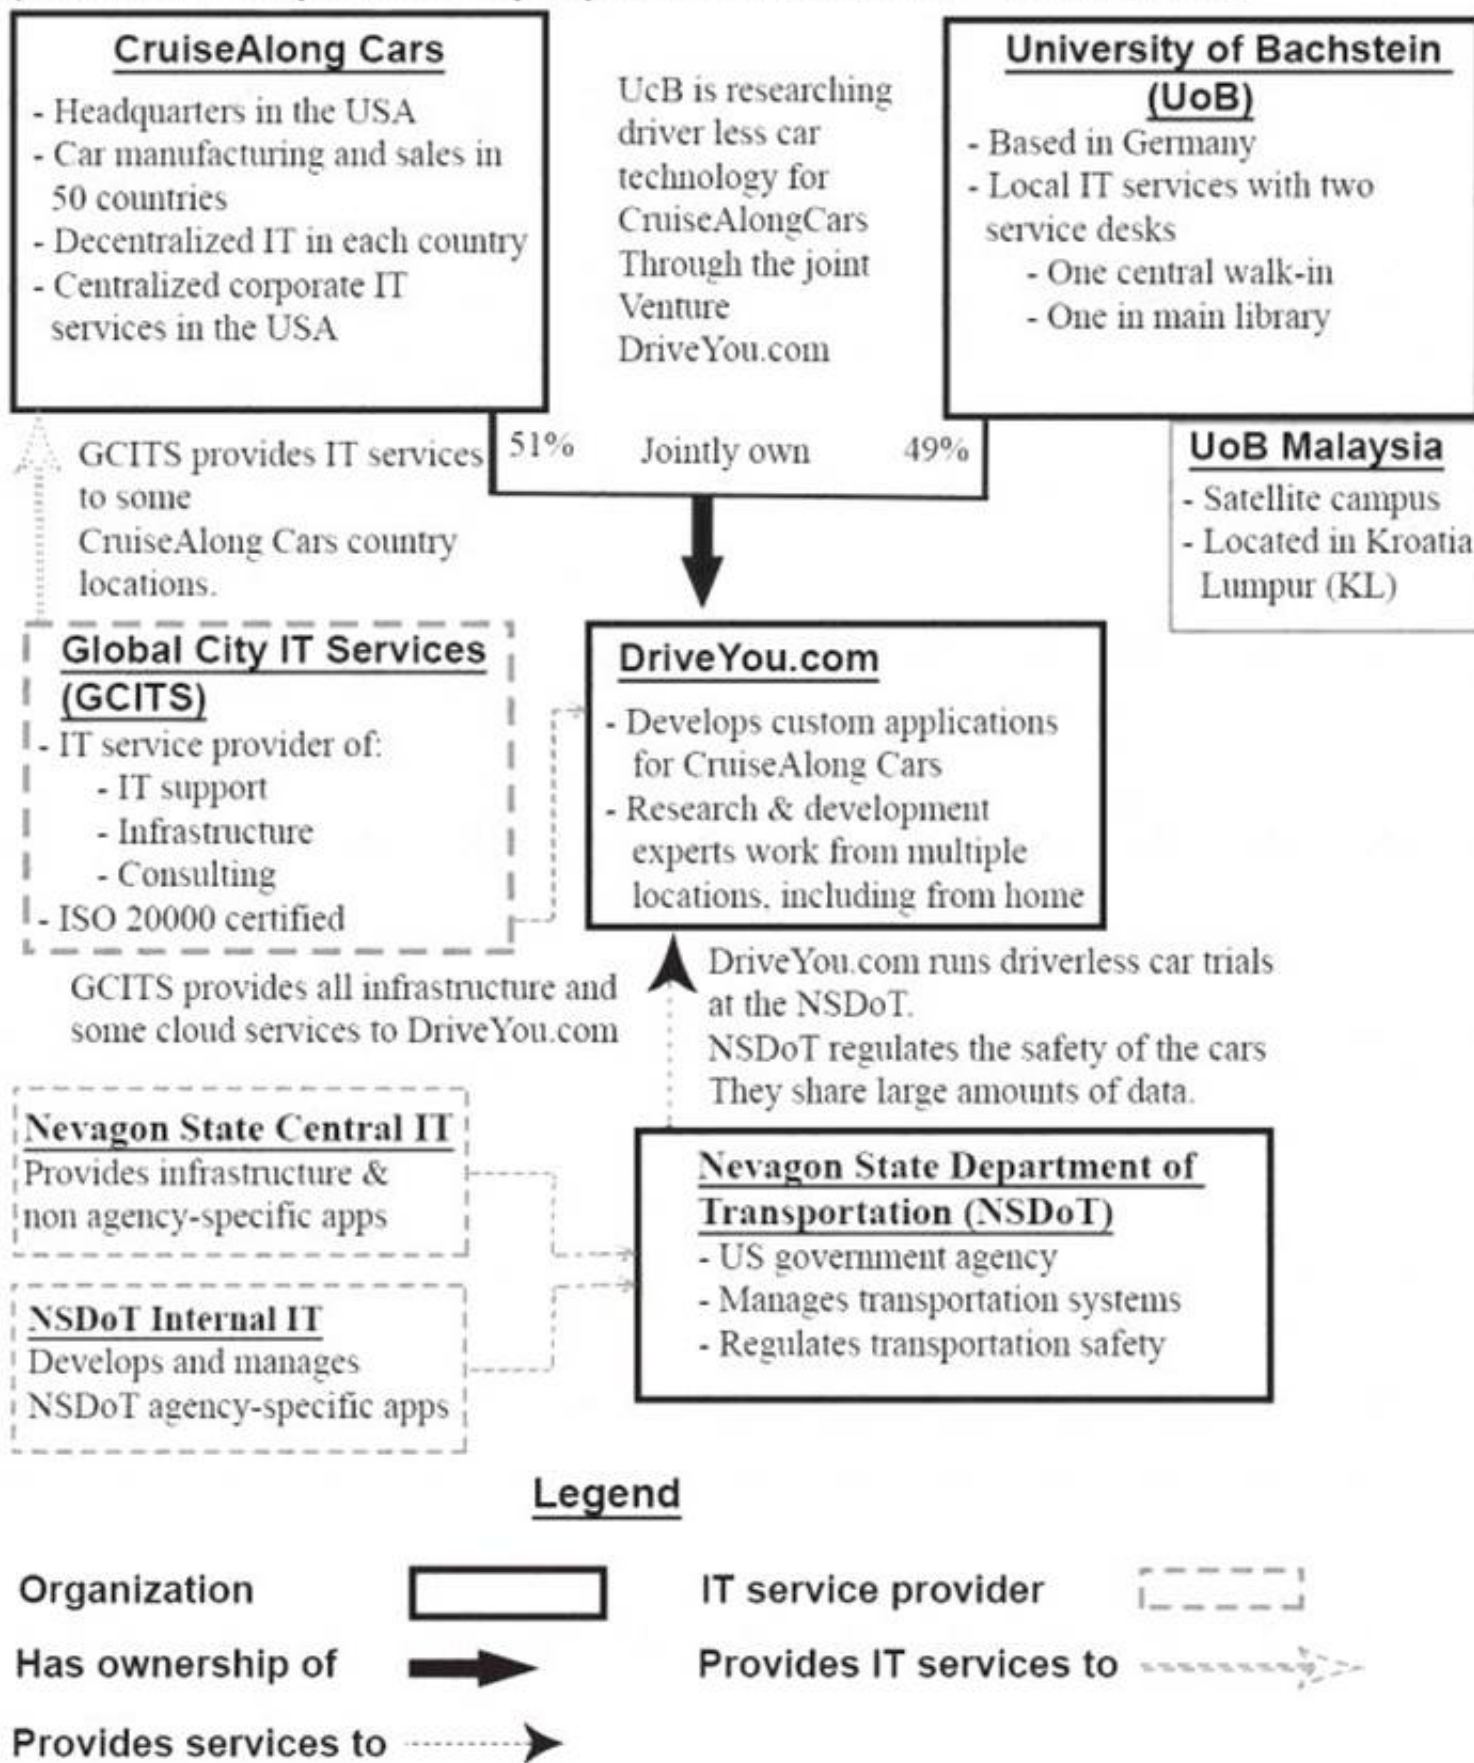 CruiseAlong Cars
- Headquarters in the USA
- Car manufacturing and sales in
50 countries
- Decentralized IT in each country
- Centralized corporate IT
services in the USA
UcB is researching
driver less car
technology for
CruiseAlongCars
Through the joint
Venture
DriveYou.com
University of Bachstein
(UoB)
- Based in Germany
- Local IT services with two
service desks
- One central walk-in
- One in main library
51% Jointly own 49%
UoB Malaysia
- Satellite campus
- Located in Kroatia
Lumpur (KL)
GCITS provides IT services
to some
CruiseAlong Cars country
locations.
Global City IT Services
(GCITS)
- IT service provider of:
- IT support
- Infrastructure
- Consulting
- ISO 20000 certified
DriveYou.com
- Develops custom applications
for CruiseAlong Cars
- Research & development
experts work from multiple
locations, including from home
GCITS provides all infrastructure and
some cloud services to DriveYou.com
DriveYou.com runs driverless car trials
at the NSDoT.
NSDoT regulates the safety of the cars
They share large amounts of data.
Nevagon State Central IT
Provides infrastructure &
non agency-specific apps
NSDoT Internal IT
Develops and manages
NSDoT agency-specific apps
Nevagon State Department of
Transportation (NSDoT)
- US government agency
- Manages transportation systems
- Regulates transportation safety
Legend
Organization
IT service provider
Has ownership of
Provides IT services to
Provides services to